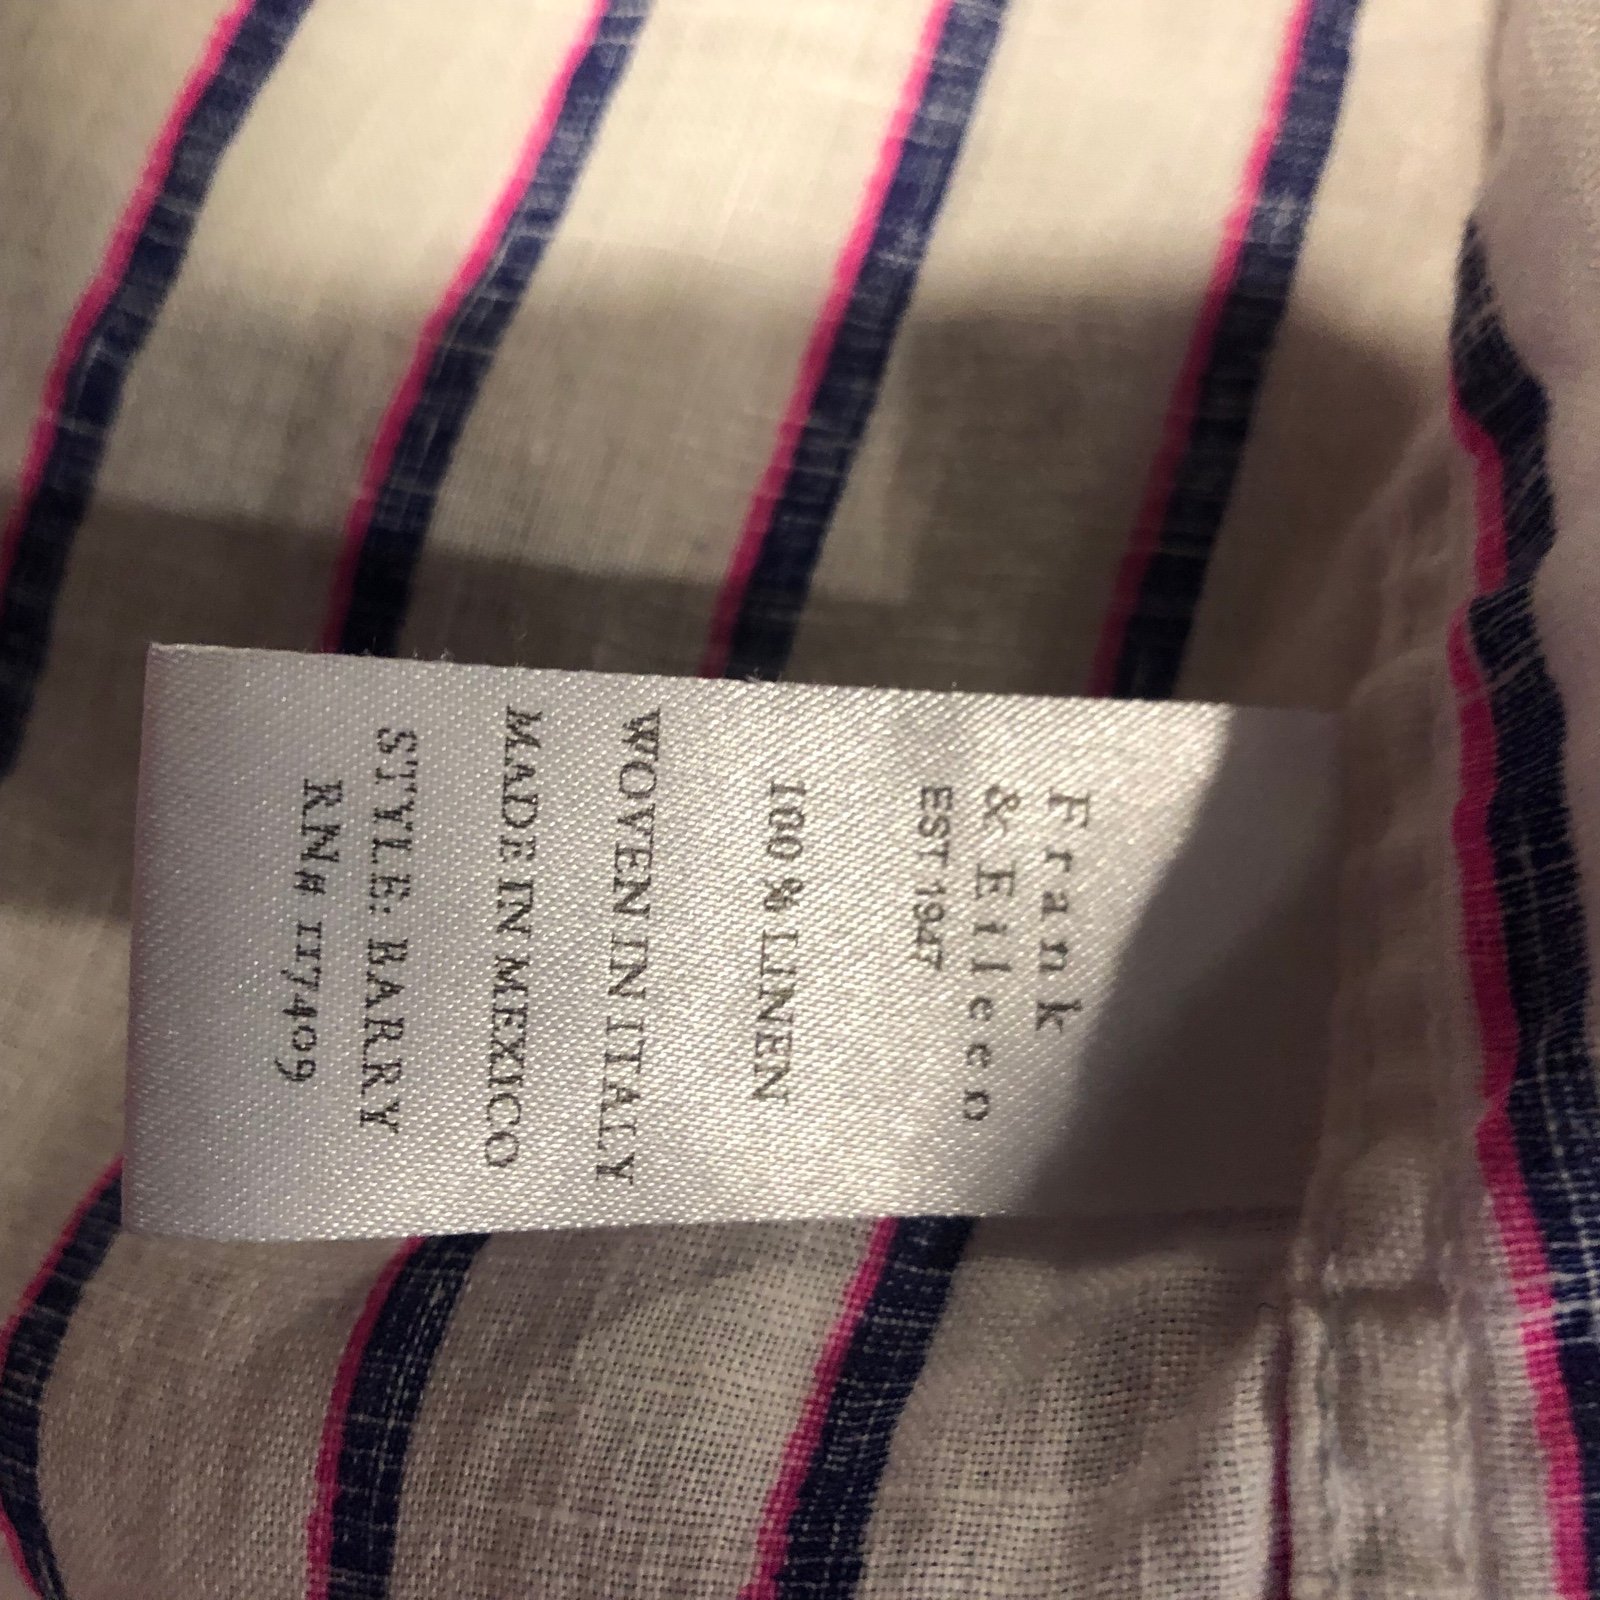 Frank
& Eileen
EST 1947
100 % LINEN
WOVEN IN ITALY
MADE IN MEXICO
STYLE: BARRY
RN# 117409